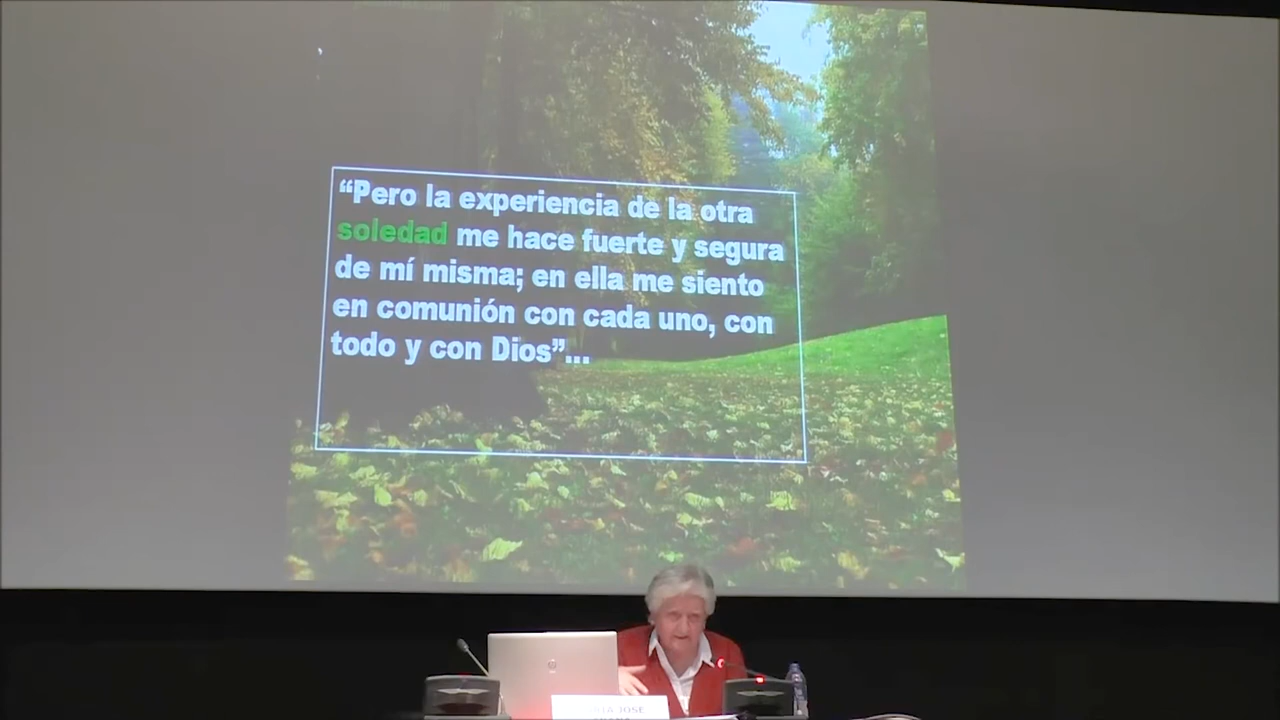 “Pero la experiencia de la otra
soledad me hace fuerte y segura
de mí misma; en ella me siento
en comunión con cada uno, con
todo y con Dios”...
JOSÉ